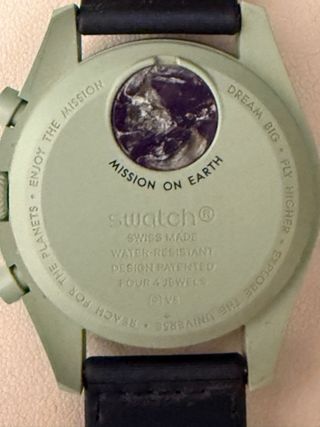 DREAM BIG • FLY HIGHER • EXPLORE THE UNIVERSE • REACH FOR THE PLANETS • ENJOY THE MISSION
MISSION ON EARTH
swatch®
SWISS MADE
WATER-RESISTANT
DESIGN PATENTED
FOUR 4 JEWELS